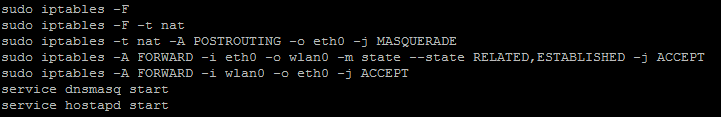 sudo iptables -F
sudo iptables -F -t nat
sudo iptables -t nat -A POSTROUTING -o eth0 -j MASQUERADE
sudo iptables -A FORWARD -i eth0 -o wlan0 -m state --state RELATED,ESTABLISHED -j ACCEPT
sudo iptables -A FORWARD -i wlan0 -o eth0 -j ACCEPT
service dnsmasq start
service hostapd start